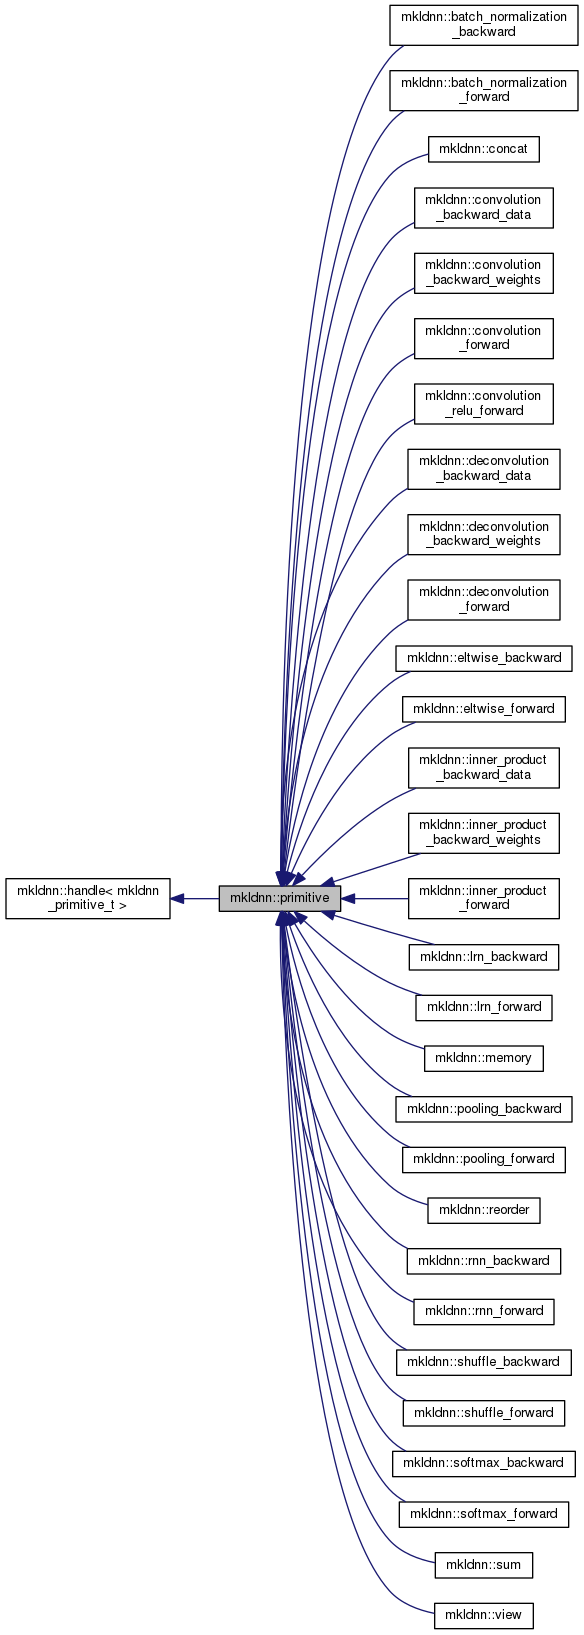 mkldnn::batch_normalization
_backward
mkldnn::batch_normalization
_forward
mkldnn::concat
mkldnn::convolution
_backward_data
mkldnn::convolution
_backward_weights
mkldnn::convolution
_forward
mkldnn::convolution
_relu_forward
mkldnn::deconvolution
_backward_data
mkldnn::deconvolution
_backward_weights
mkldnn::deconvolution
_forward
mkldnn::eltwise_backward
mkldnn::eltwise_forward
mkldnn::inner_product
_backward_data
mkldnn::inner_product
_backward_weights
mkldnn::handle< mkldnn
_primitive_t >
mkldnn::primitive
mkldnn::inner_product
_forward
mkldnn::lrn_backward
mkldnn::lrn_forward
mkldnn::memory
mkldnn::pooling_backward
mkldnn::pooling_forward
mkldnn::reorder
mkldnn::rnn_backward
mkldnn::rnn_forward
mkldnn::shuffle_backward
mkldnn::shuffle_forward
mkldnn::softmax_backward
mkldnn::softmax_forward
mkldnn::sum
mkldnn::view